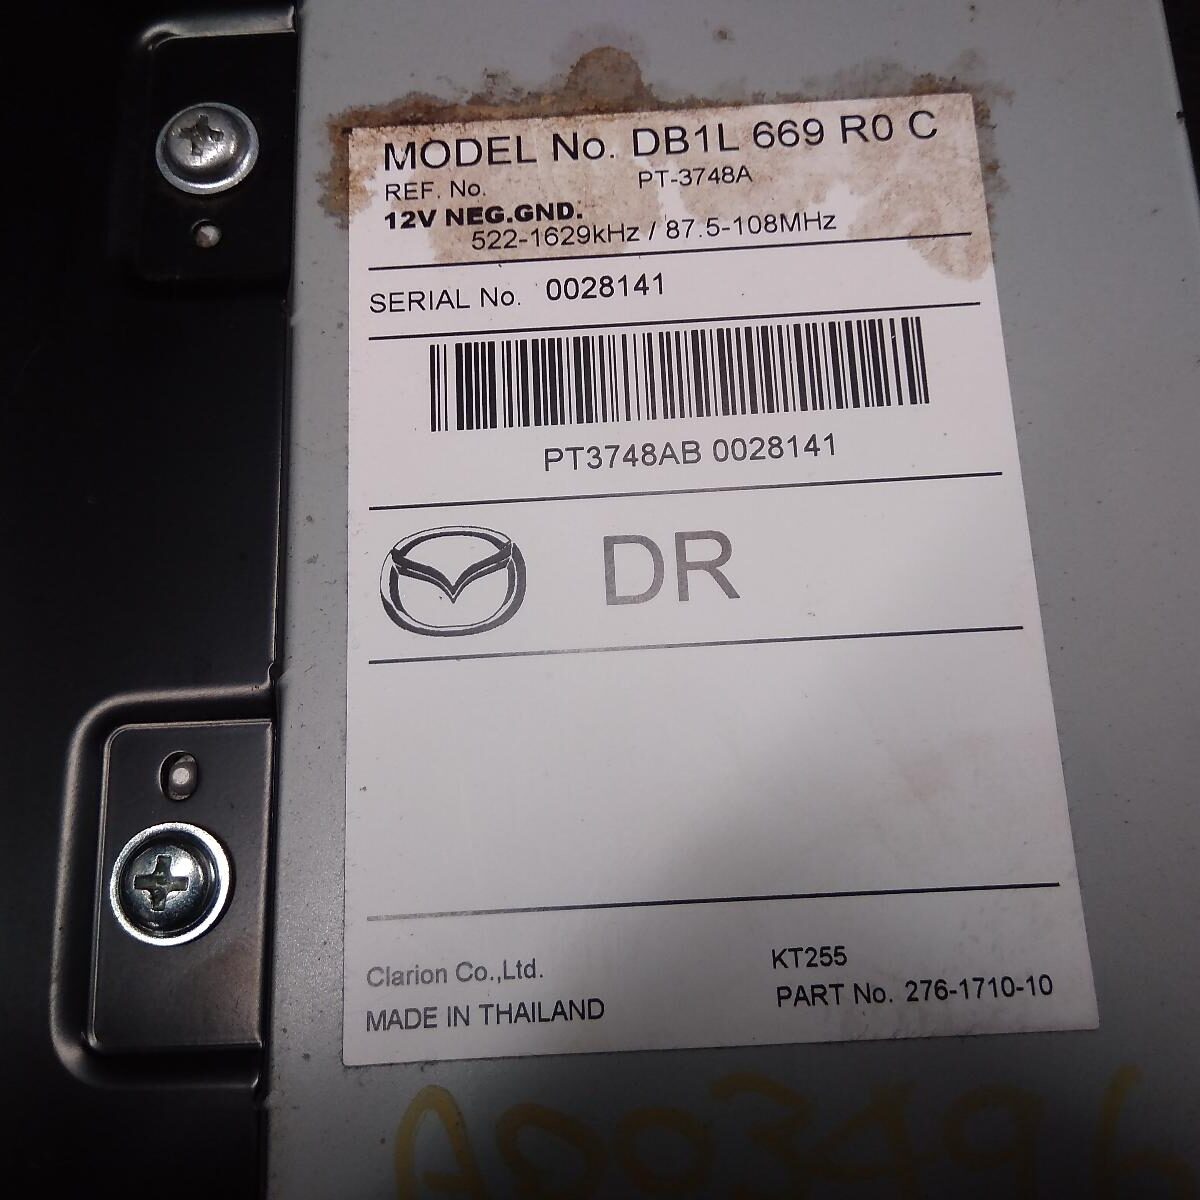 MODEL No. DB1L 669 R0 C
REF. No. PT-3748A
12V NEG.GND.
522-1629kHz / 87.5-108MHz
SERIAL No. 0028141
PT3748AB 0028141
DR
Clarion Co.,Ltd. KT255
MADE IN THAILAND PART No. 276-1710-10